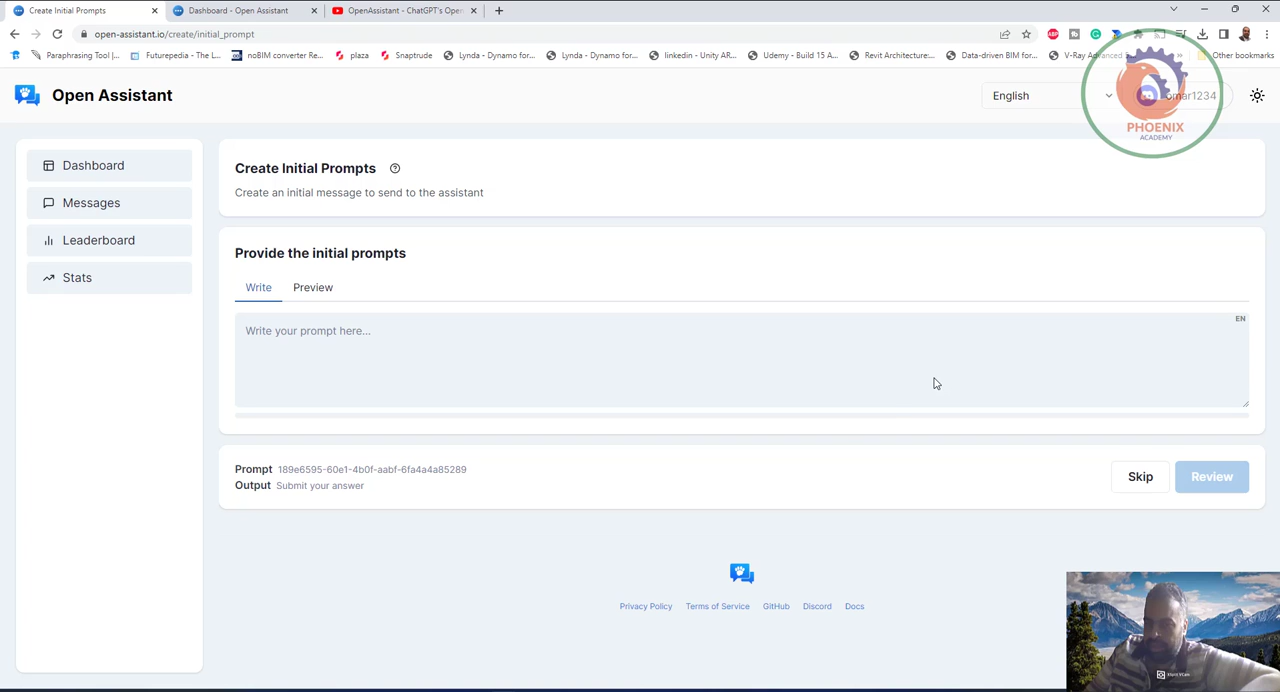 Create Initial Prompts
Dashboard - Open Assistant
OpenAssistant - ChatGPT's Open
open-assistant.io/create/initial_prompt
Paraphrasing Tool |...
Futurepedia - The L...
noBIM converter Re...
plaza
Snaptrude
Lynda - Dynamo for...
Lynda - Dynamo for...
linkedin - Unity AR...
Udemy - Build 15 A...
Revit Architecture:...
Data-driven BIM for...
V-Ray Advanced
Other bookmarks
Open Assistant
English
omar1234
PHOENIX
ACADEMY
Dashboard
Messages
Leaderboard
Stats
Create Initial Prompts
Create an initial message to send to the assistant
Provide the initial prompts
Write
Preview
EN
Write your prompt here...
Prompt 189e6595-60e1-4b0f-aabf-6fa4a4a85289
Output Submit your answer
Skip
Review
Privacy Policy
Terms of Service
GitHub
Discord
Docs